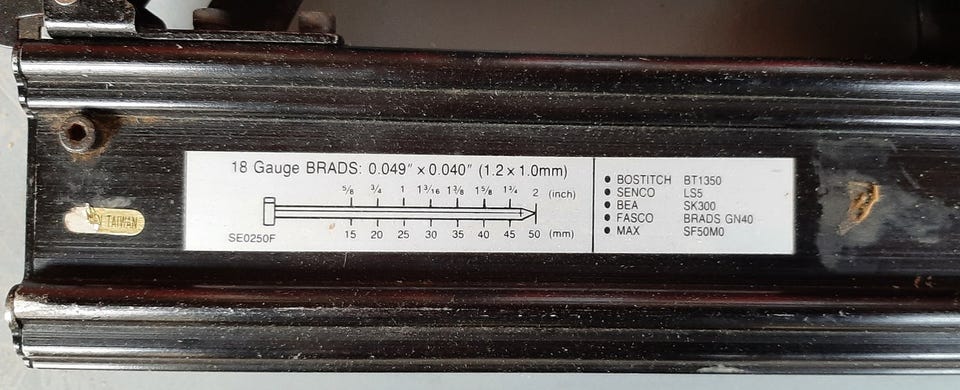 18 Gauge BRADS: 0.049" x 0.040" (1.2 x 1.0mm)
5/8 3/4 1 1 3/16 1 3/8 1 5/8 1 3/4 2 (inch)
SE0250F 15 20 25 30 35 40 45 50 (mm)
● BOSTITCH BT1350
● SENCO LS5
● BEA SK300
● FASCO BRADS GN40
● MAX SF50M0
TAIWAN